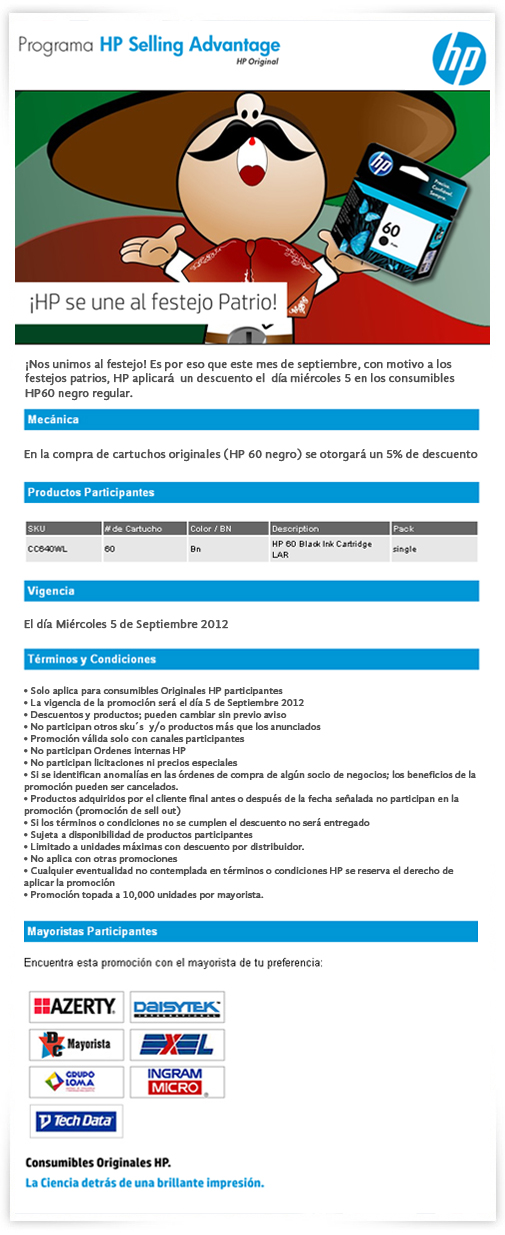 Programa HP Selling Advantage
HP Original
hp
hp
60
¡HP se une al festejo Patrio!
¡Nos unimos al festejo! Es por eso que este mes de septiembre, con motivo a los
festejos patrios, HP aplicará un descuento el día miércoles 5 en los consumibles
HP60 negro regular.
Mecánica
En la compra de cartuchos originales (HP 60 negro) se otorgará un 5% de descuento
Productos Participantes
SKU # de Cartucho Color / BN Description Pack
CC640WL 60 Bn HP 60 Black Ink Cartridge LAR single
Vigencia
El día Miércoles 5 de Septiembre 2012
Términos y Condiciones
• Solo aplica para consumibles Originales HP participantes
• La vigencia de la promoción será el día 5 de Septiembre 2012
• Descuentos y productos; pueden cambiar sin previo aviso
• No participan otros sku´s y/o productos más que los anunciados
• Promoción válida solo con canales participantes
• No participan Ordenes internas HP
• No participan licitaciones ni precios especiales
• Si se identifican anomalías en las órdenes de compra de algún socio de negocios; los beneficios de la
promoción pueden ser cancelados.
• Productos adquiridos por el cliente final antes o después de la fecha señalada no participan en la
promoción (promoción de sell out)
• Si los términos o condiciones no se cumplen el descuento no será entregado
• Sujeta a disponibilidad de productos participantes
• Limitado a unidades máximas con descuento por distribuidor.
• No aplica con otras promociones
• Cualquier eventualidad no contemplada en términos o condiciones HP se reserva el derecho de
aplicar la promoción
• Promoción topada a 10,000 unidades por mayorista.
Mayoristas Participantes
Encuentra esta promoción con el mayorista de tu preferencia:
AZERTY. DAISYTEK
INTERNATIONAL
DC Mayorista EXEL
GRUPO LOMA INGRAM MICRO ®
Tech Data
Consumibles Originales HP.
La Ciencia detrás de una brillante impresión.